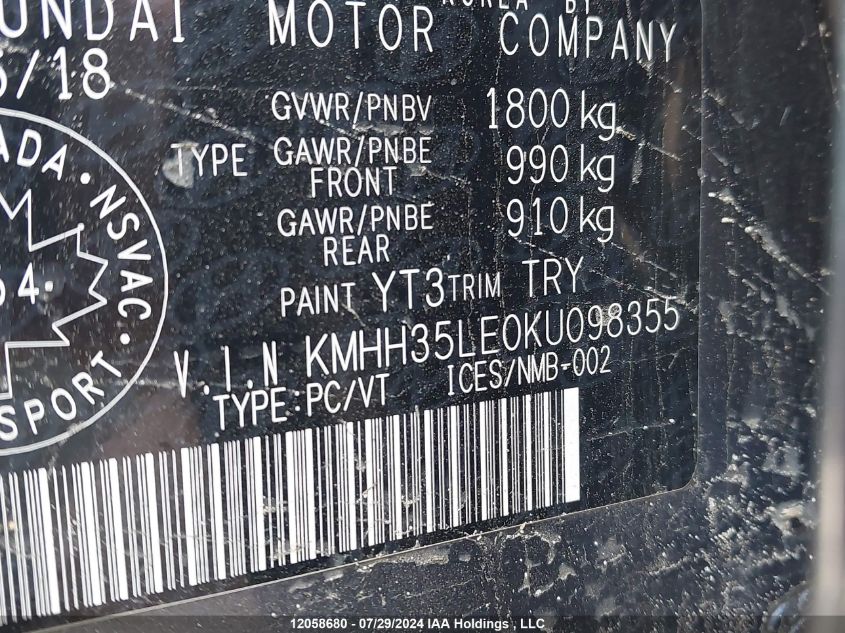 MOTOR COMPANY
/18
GVWR/PNBV 1800 kg
TYPE GAWR/PNBE FRONT 990 kg
GAWR/PNBE REAR 910 kg
PAINT YT3 TRIM TRY
V.I.N KMHH35LE0KU098355
TYPE:PC/VT ICES/NMB-002
NSVAC
12058680 - 07/29/2024 IAA Holdings , LLC